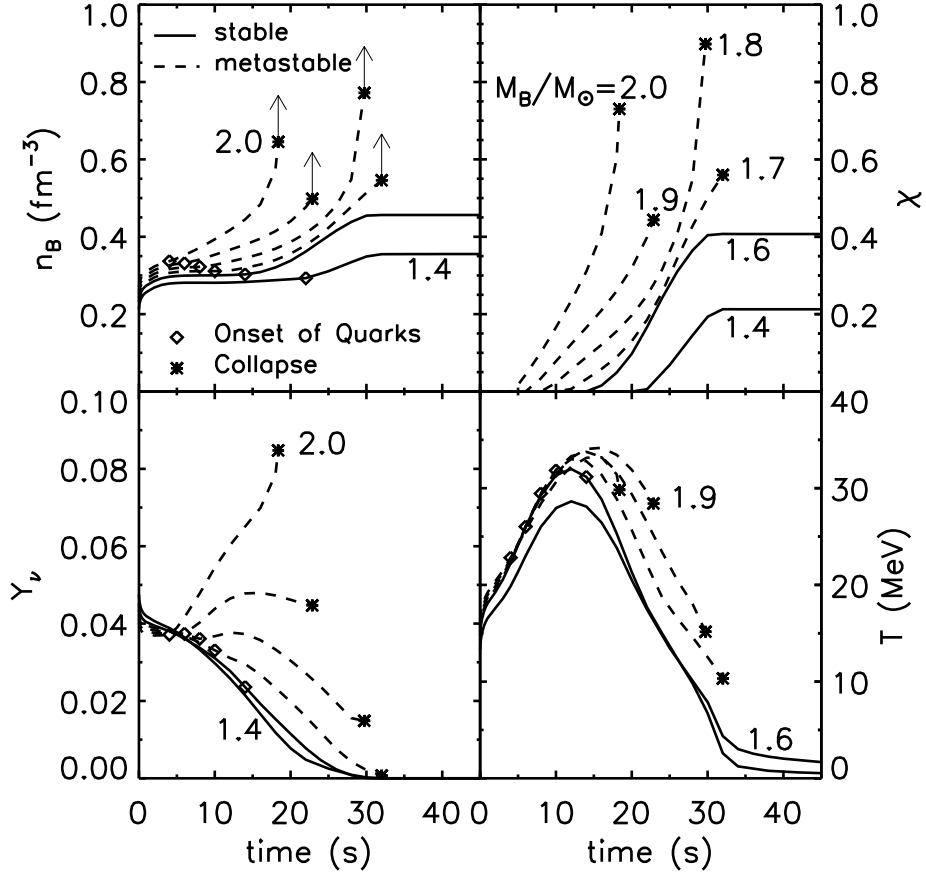 1.0
0.8
0.6
0.4
0.2
n_B (fm⁻³)
stable
metastable
2.0
1.4
Onset of Quarks
Collapse
M_B/M_⊙=2.0
1.8
1.9
1.7
1.6
1.4
1.0
0.8
0.6
0.4
0.2
χ
0.10
0.08
0.06
0.04
0.02
0.00
Y_ν
2.0
1.4
0 10 20 30 40
time (s)
1.9
1.6
40
30
20
10
0
T (MeV)
0 10 20 30 40
time (s)